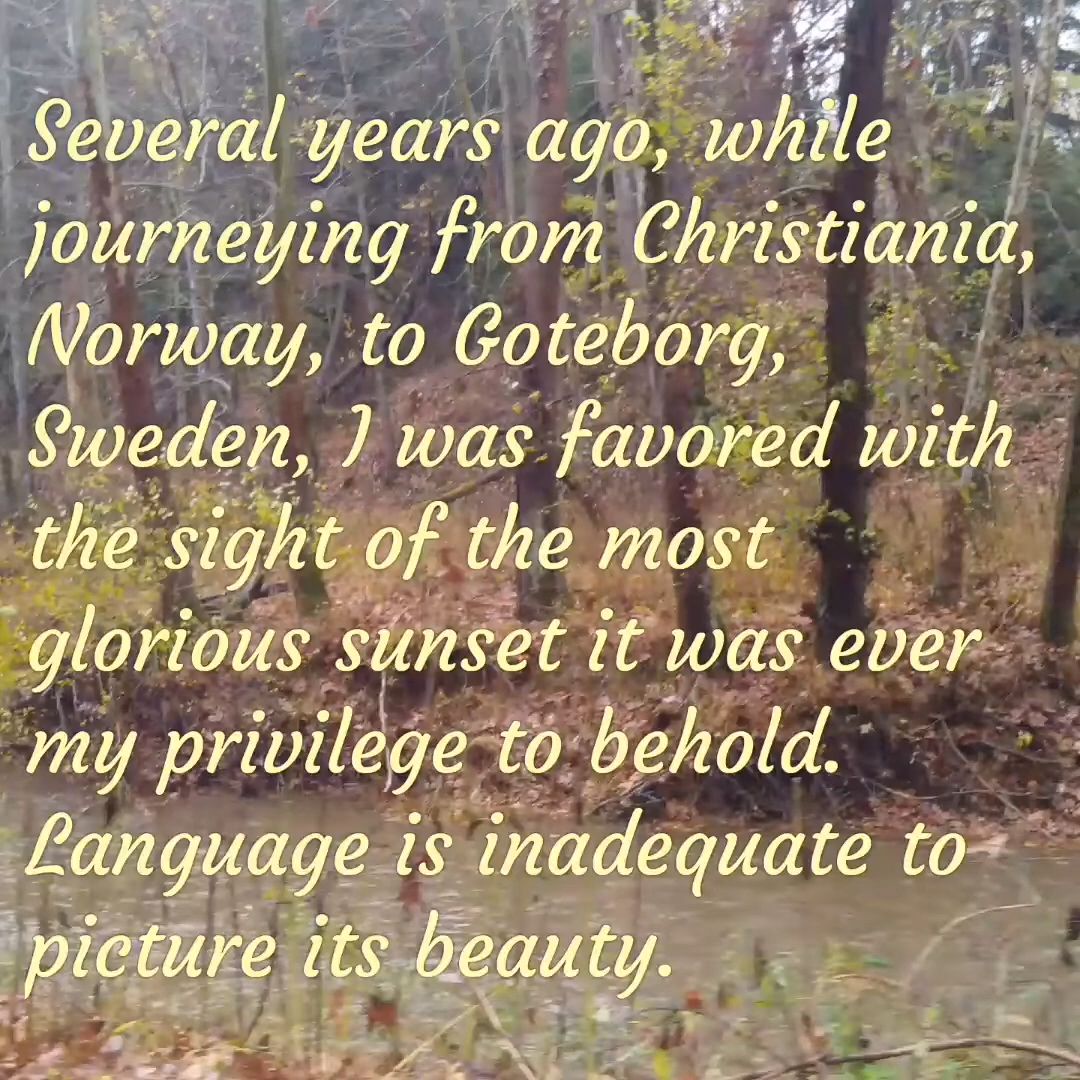 Several years ago, while
journeying from Christiania,
Norway, to Goteborg,
Sweden, I was favored with
the sight of the most
glorious sunset it was ever
my privilege to behold.
Language is inadequate to
picture its beauty.